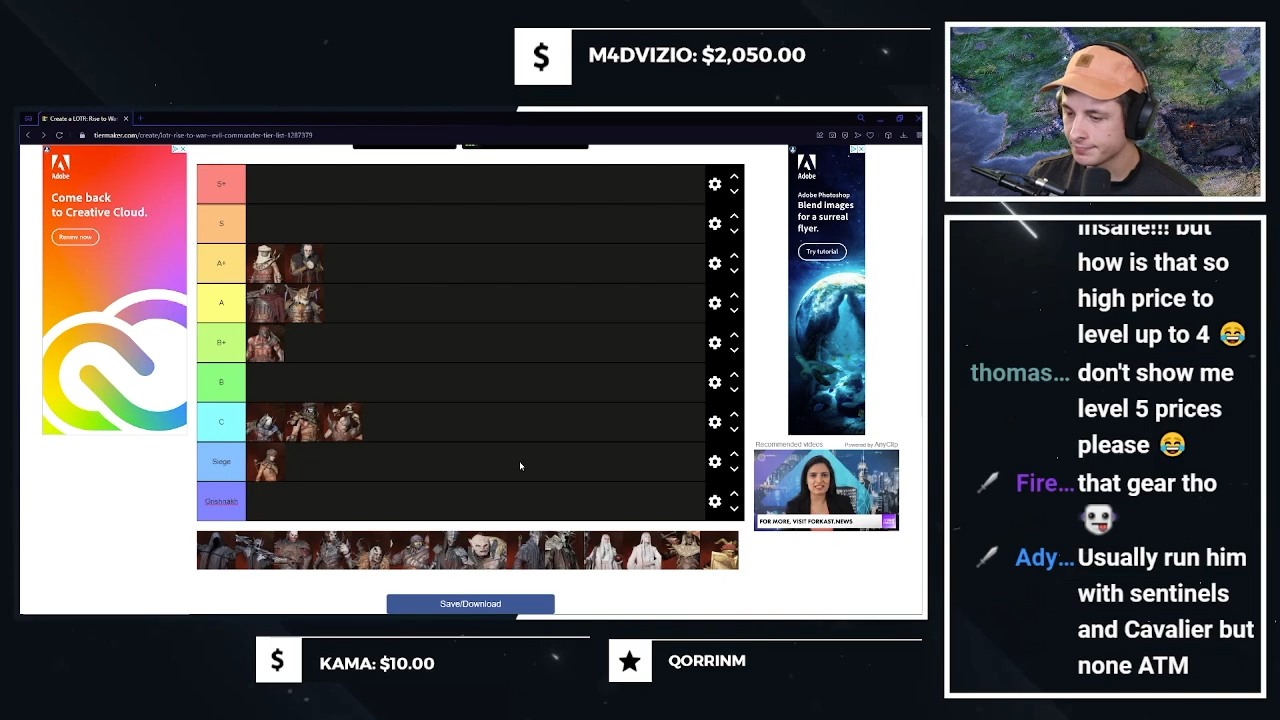 M4DVIZIO: $2,050.00
Create a LOTR: Rise to Wa
tiermaker.com/create/lotr-rise-to-war--evil-commander-tier-list-1287379
Adobe
Come back
to Creative Cloud.
Renew now
S+
S
A+
A
B+
B
C
Siege
Grishnakh
Save/Download
Adobe
Adobe Photoshop
Blend images
for a surreal
flyer.
Try tutorial
Recommended videos
Powered by AnyClip
FOR MORE, VISIT FORKAST.NEWS
insane!!! but
how is that so
high price to
level up to 4 😂
thomas… don't show me
level 5 prices
please 😂
Fire… that gear tho
Ady… Usually run him
with sentinels
and Cavalier but
none ATM
KAMA: $10.00
QORRINM